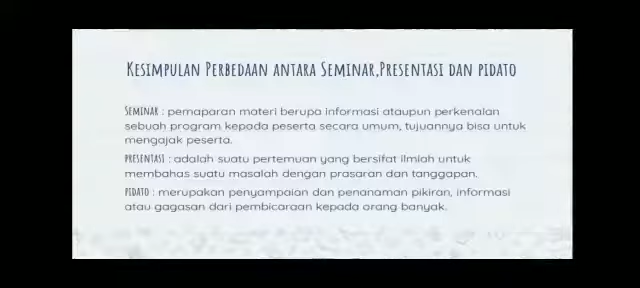 Kesimpulan Perbedaan antara Seminar,Presentasi dan pidato
Seminar : pemaparan materi berupa informasi ataupun perkenalan
sebuah program kepada peserta secara umum, tujuannya bisa untuk
mengajak peserta.
presentasi : adalah suatu pertemuan yang bersifat ilmiah untuk
membahas suatu masalah dengan prasaran dan tanggapan.
pidato : merupakan penyampaian dan penanaman pikiran, informasi
atau gagasan dari pembicaraan kepada orang banyak.